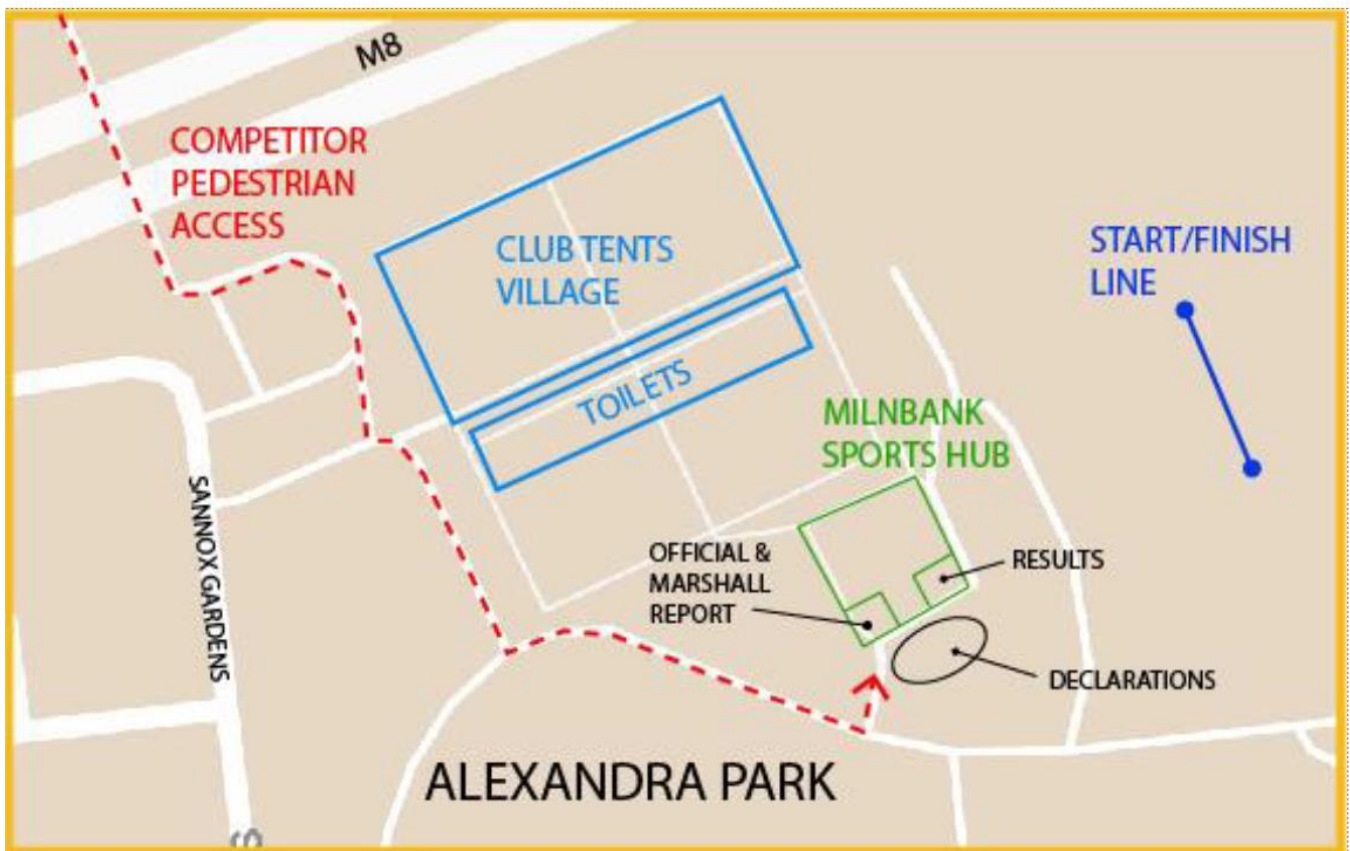 M8
COMPETITOR
PEDESTRIAN
ACCESS
CLUB TENTS
VILLAGE
START/FINISH
LINE
TOILETS
MILNBANK
SPORTS HUB
SANNOX GARDENS
OFFICIAL &
MARSHALL
REPORT
RESULTS
DECLARATIONS
ALEXANDRA PARK